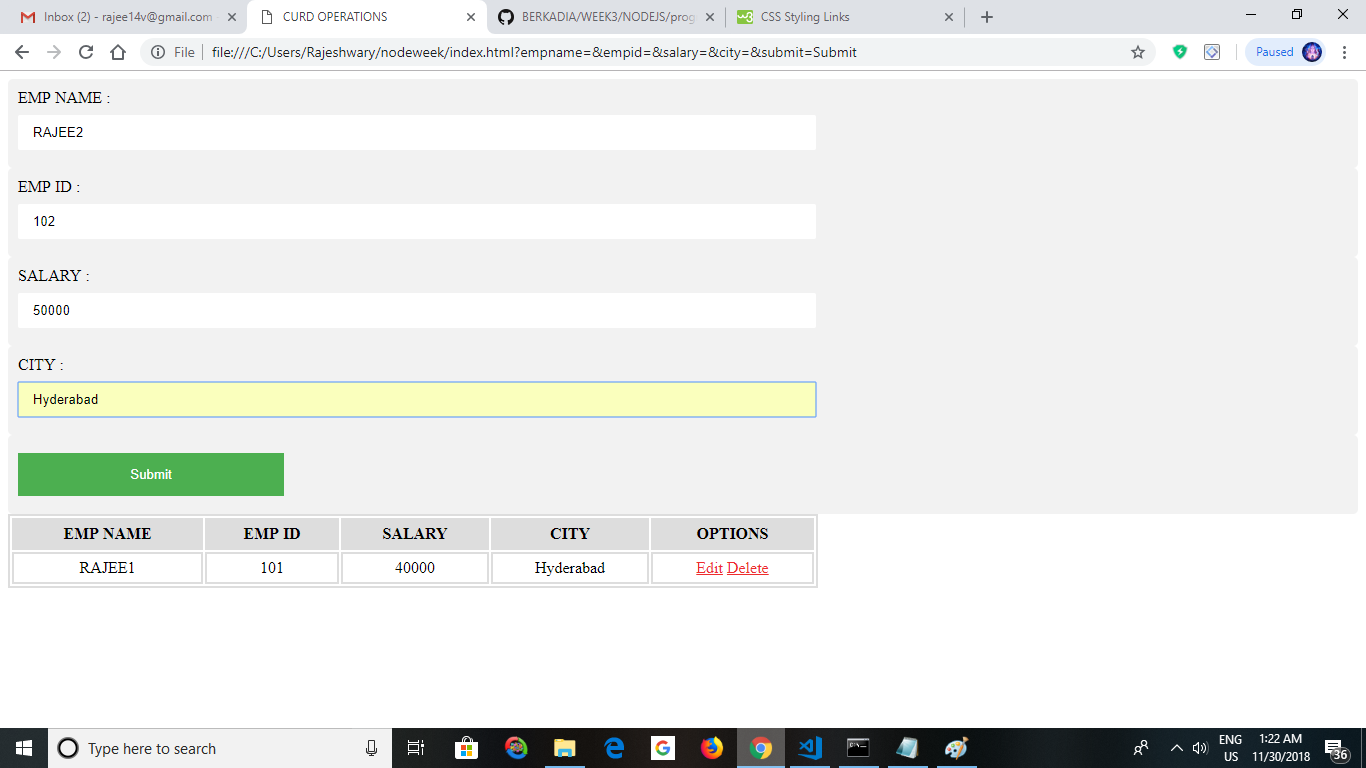 Inbox (2) - rajee14v@gmail.com
CURD OPERATIONS
BERKADIA/WEEK3/NODEJS/prog
CSS Styling Links
File
file:///C:/Users/Rajeshwary/nodeweek/index.html?empname=&empid=&salary=&city=&submit=Submit
Paused
EMP NAME :
RAJEE2
EMP ID :
102
SALARY :
50000
CITY :
Hyderabad
Submit
EMP NAME EMP ID SALARY CITY OPTIONS
RAJEE1 101 40000 Hyderabad Edit Delete
Type here to search
ENG
US
1:22 AM
11/30/2018
36